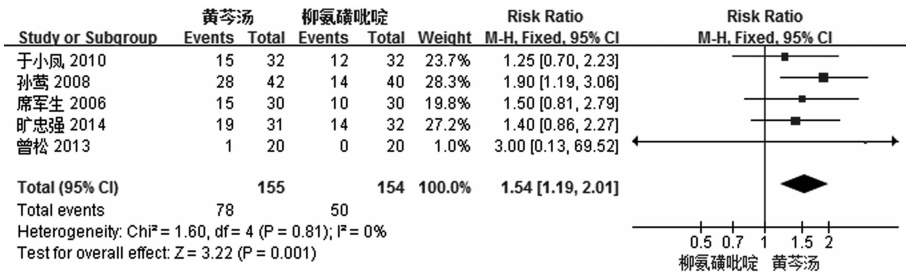 黄芩汤 柳氨磺吡啶 Risk Ratio Risk Ratio
Study or Subgroup Events Total Events Total Weight M-H, Fixed, 95% CI M-H, Fixed, 95% CI
于小凤 2010 15 32 12 32 23.7% 1.25 [0.70, 2.23]
孙莺 2008 28 42 14 40 28.3% 1.90 [1.19, 3.06]
席军生 2006 15 30 10 30 19.8% 1.50 [0.81, 2.79]
旷忠强 2014 19 31 14 32 27.2% 1.40 [0.86, 2.27]
曾松 2013 1 20 0 20 1.0% 3.00 [0.13, 69.52]
Total (95% CI) 155 154 100.0% 1.54 [1.19, 2.01]
Total events 78 50
Heterogeneity: Chi² = 1.60, df = 4 (P = 0.81); I² = 0%
Test for overall effect: Z = 3.22 (P = 0.001)
0.5 0.7 1 1.5 2
柳氨磺吡啶 黄芩汤